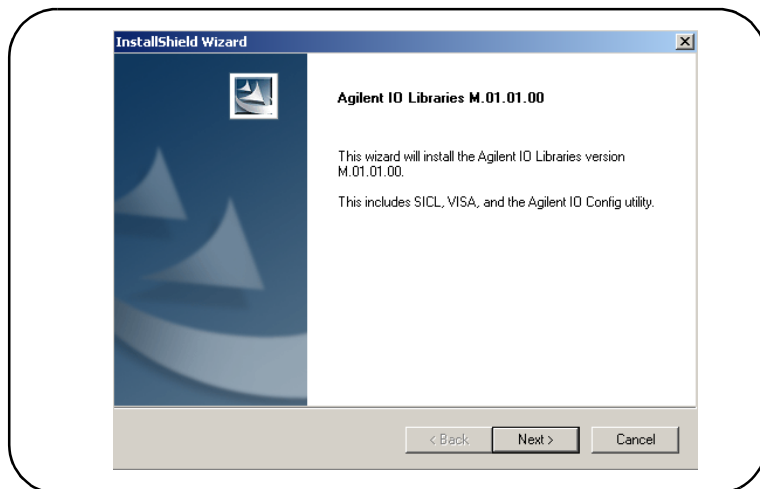 InstallShield Wizard
Agilent IO Libraries M.01.01.00
This wizard will install the Agilent IO Libraries version
M.01.01.00.
This includes SICL, VISA, and the Agilent IO Config utility.
< Back
Next >
Cancel